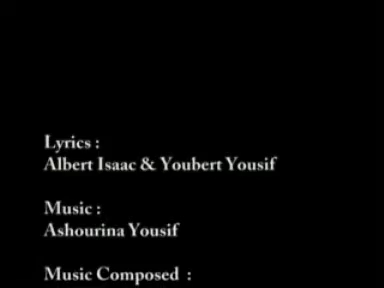 Lyrics :
Albert Isaac & Youbert Yousif
Music :
Ashourina Yousif
Music Composed :